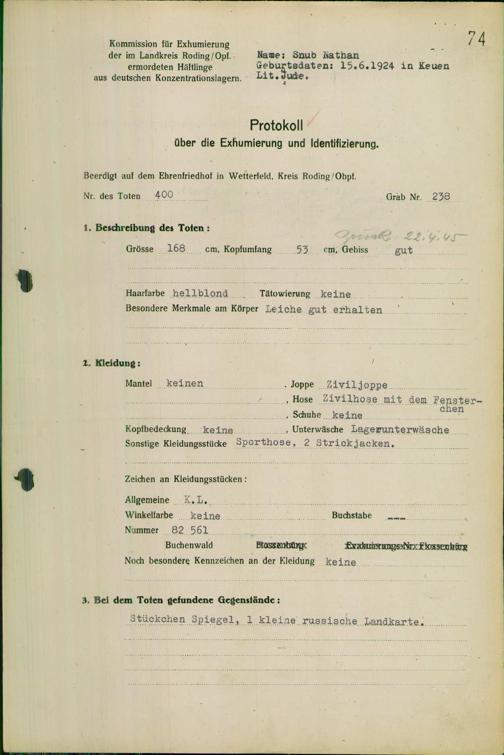 74
Kommission für Exhumierung
der im Landkreis Roding/Opf.
ermordeten Häftlinge
aus deutschen Konzentrationslagern.
Name: Snub Nathan
Geburtsdaten: 15.6.1924 in Keuen
Lit. Jude.
Protokoll
über die Exhumierung und Identifizierung.
Beerdigt auf dem Ehrenfriedhof in Wetterfeld, Kreis Roding/Obpf.
Nr. des Toten 400 Grab Nr. 238
1. Beschreibung des Toten:
22.4.45
Grösse 168 cm, Kopfumfang 53 cm, Gebiss gut
Haarfarbe hellblond Tätowierung keine
Besondere Merkmale am Körper Leiche gut erhalten
2. Kleidung:
Mantel keinen , Joppe Ziviljoppe
, Hose Zivilhose mit dem Fenster-
chen
, Schuhe keine
Kopfbedeckung keine , Unterwäsche Lagerunterwäsche
Sonstige Kleidungsstücke Sporthose, 2 Strickjacken.
Zeichen an Kleidungsstücken:
Allgemeine K.L.
Winkelfarbe keine Buchstabe ---
Nummer 82 561
Buchenwald Flossenbürg Exhumierungs-Nr. Flossenbürg
Noch besondere Kennzeichen an der Kleidung keine
3. Bei dem Toten gefundene Gegenstände:
Stückchen Spiegel, 1 kleine russische Landkarte.